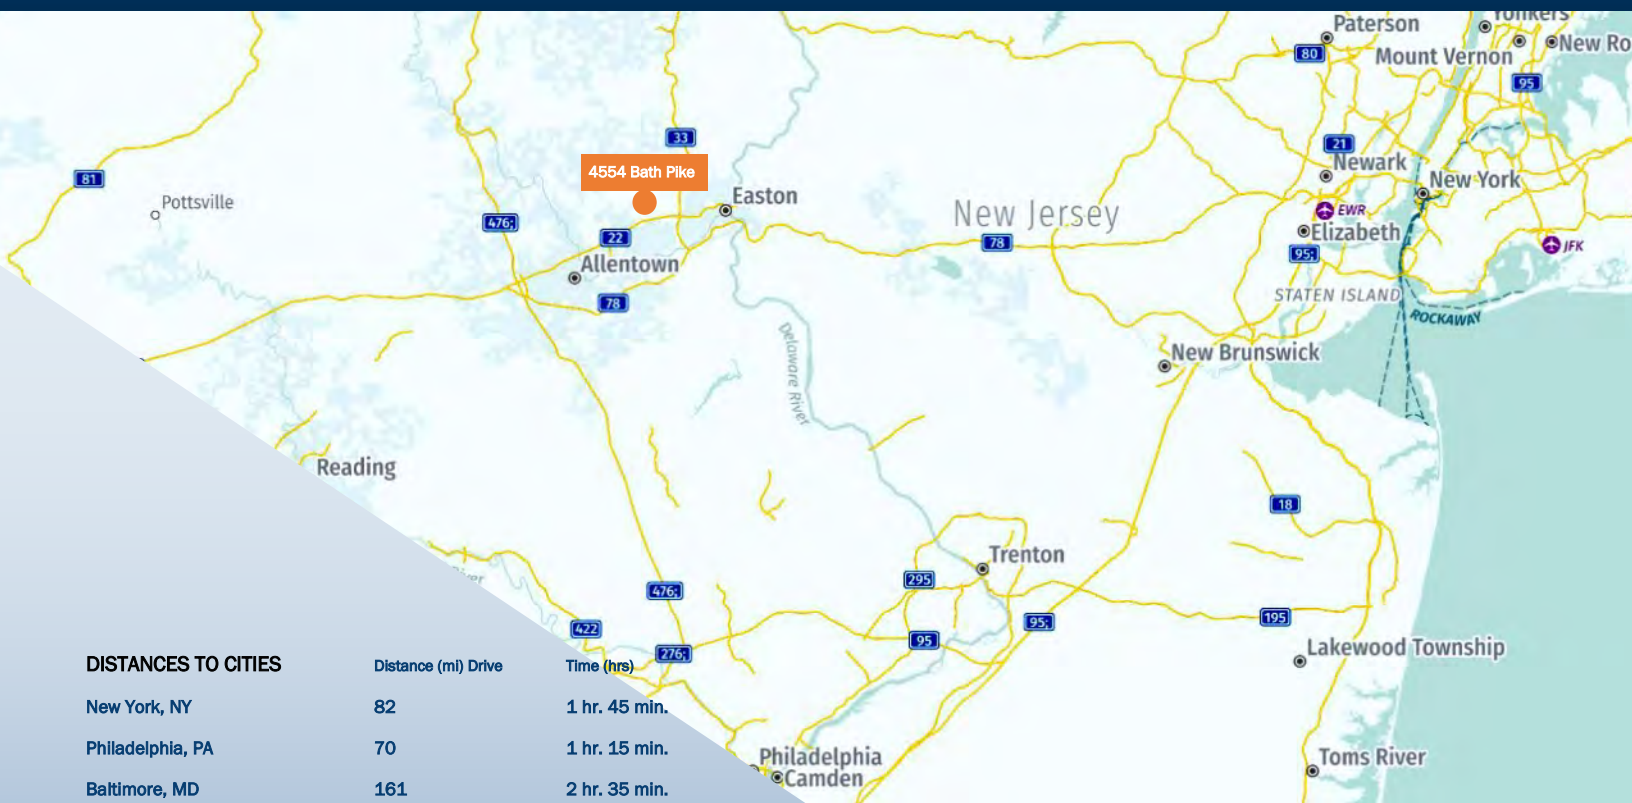 Yonkers
Paterson
80
Mount Vernon
New Ro
95
33
21
4554 Bath Pike
Newark
81
Pottsville
Easton
New York
New Jersey
EWR
476;
22
78
Elizabeth
JFK
95;
Allentown
78
STATEN ISLAND
ROCKAWAY
Delaware River
New Brunswick
Reading
18
Trenton
295
River
476;
195
95;
422
95
276;
Lakewood Township
DISTANCES TO CITIES Distance (mi) Drive Time (hrs)
New York, NY 82 1 hr. 45 min.
Philadelphia, PA 70 1 hr. 15 min.
Baltimore, MD 161 2 hr. 35 min.
Philadelphia
Camden
Toms River